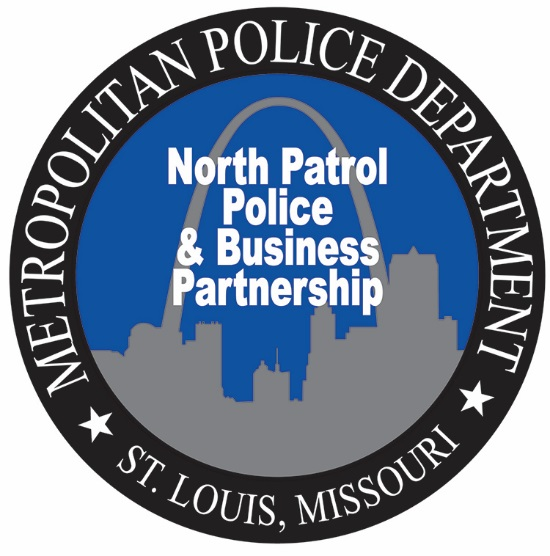 METROPOLITAN POLICE DEPARTMENT
North Patrol
Police
& Business
Partnership
ST. LOUIS, MISSOURI